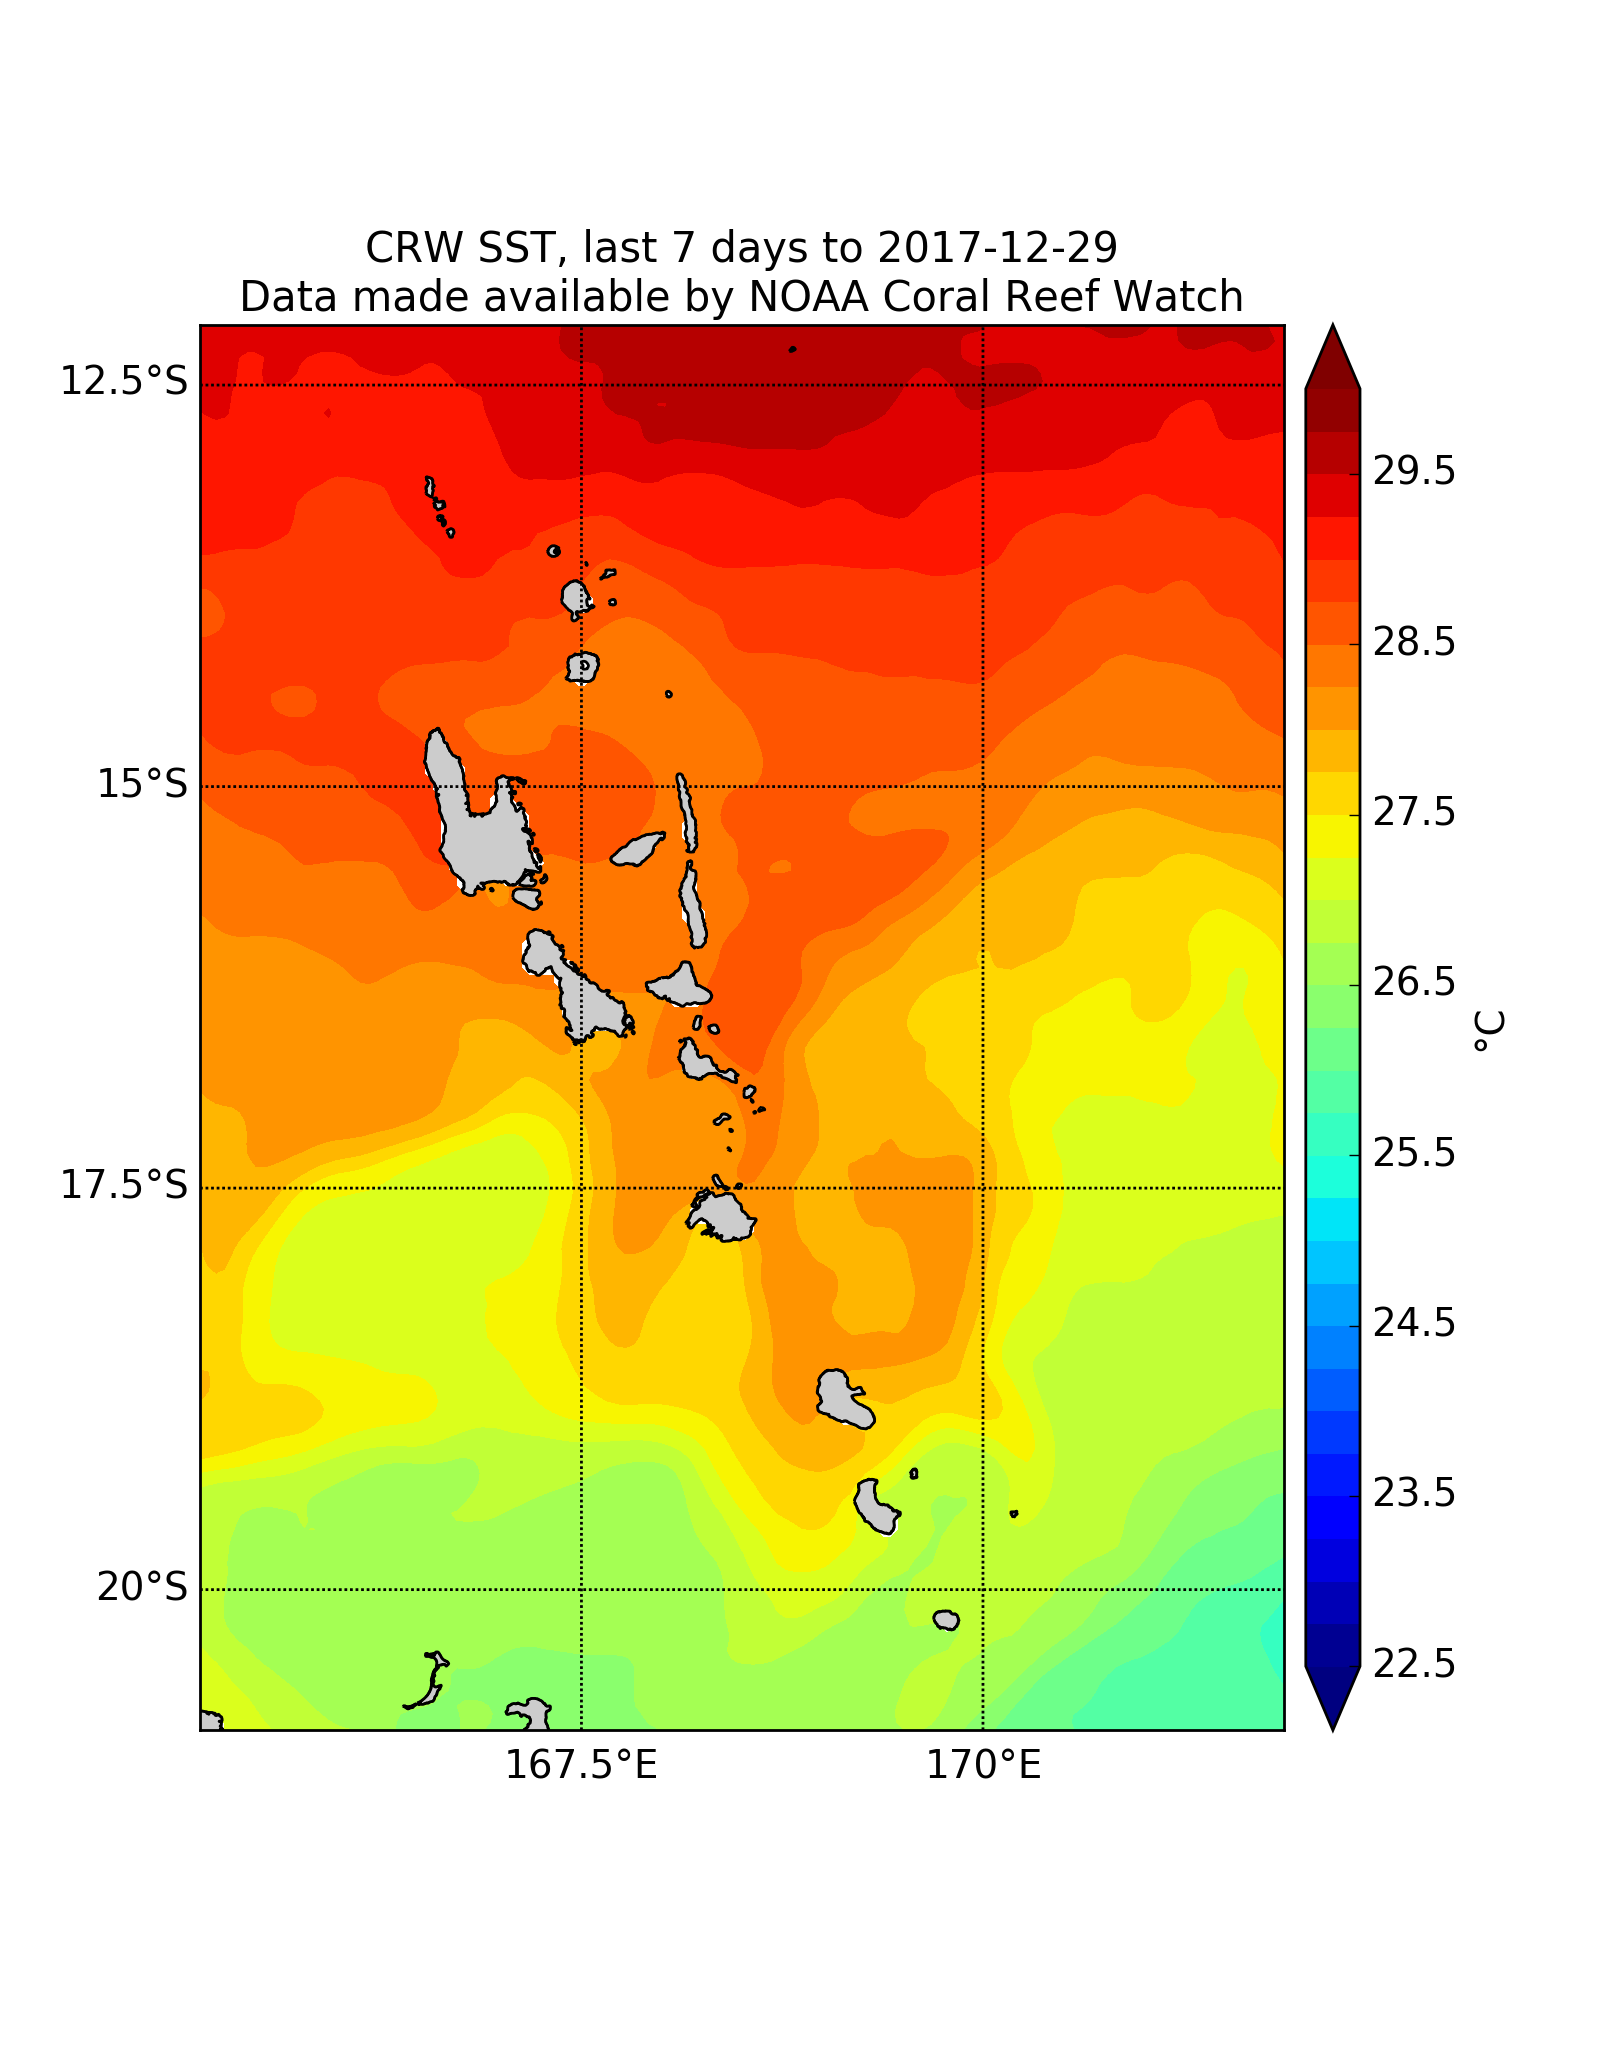 CRW SST, last 7 days to 2017-12-29
Data made available by NOAA Coral Reef Watch
12.5°S
15°S
17.5°S
20°S
167.5°E
170°E
29.5
28.5
27.5
26.5
25.5
24.5
23.5
22.5
°C